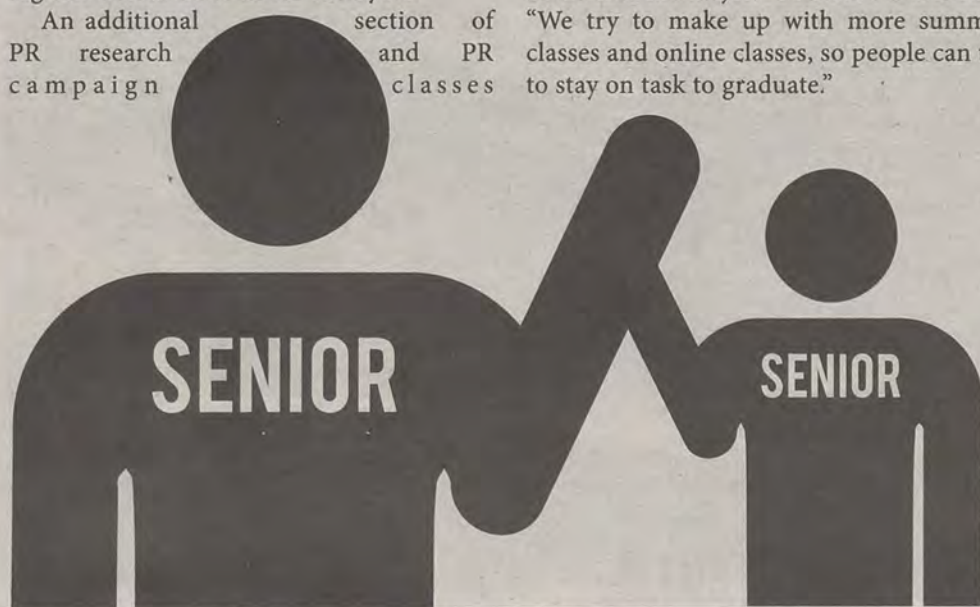 An additional section of
PR research and PR
campaign classes
“We try to make up with more
classes and online classes, so people can
to stay on task to graduate.”
SENIOR
SENIOR